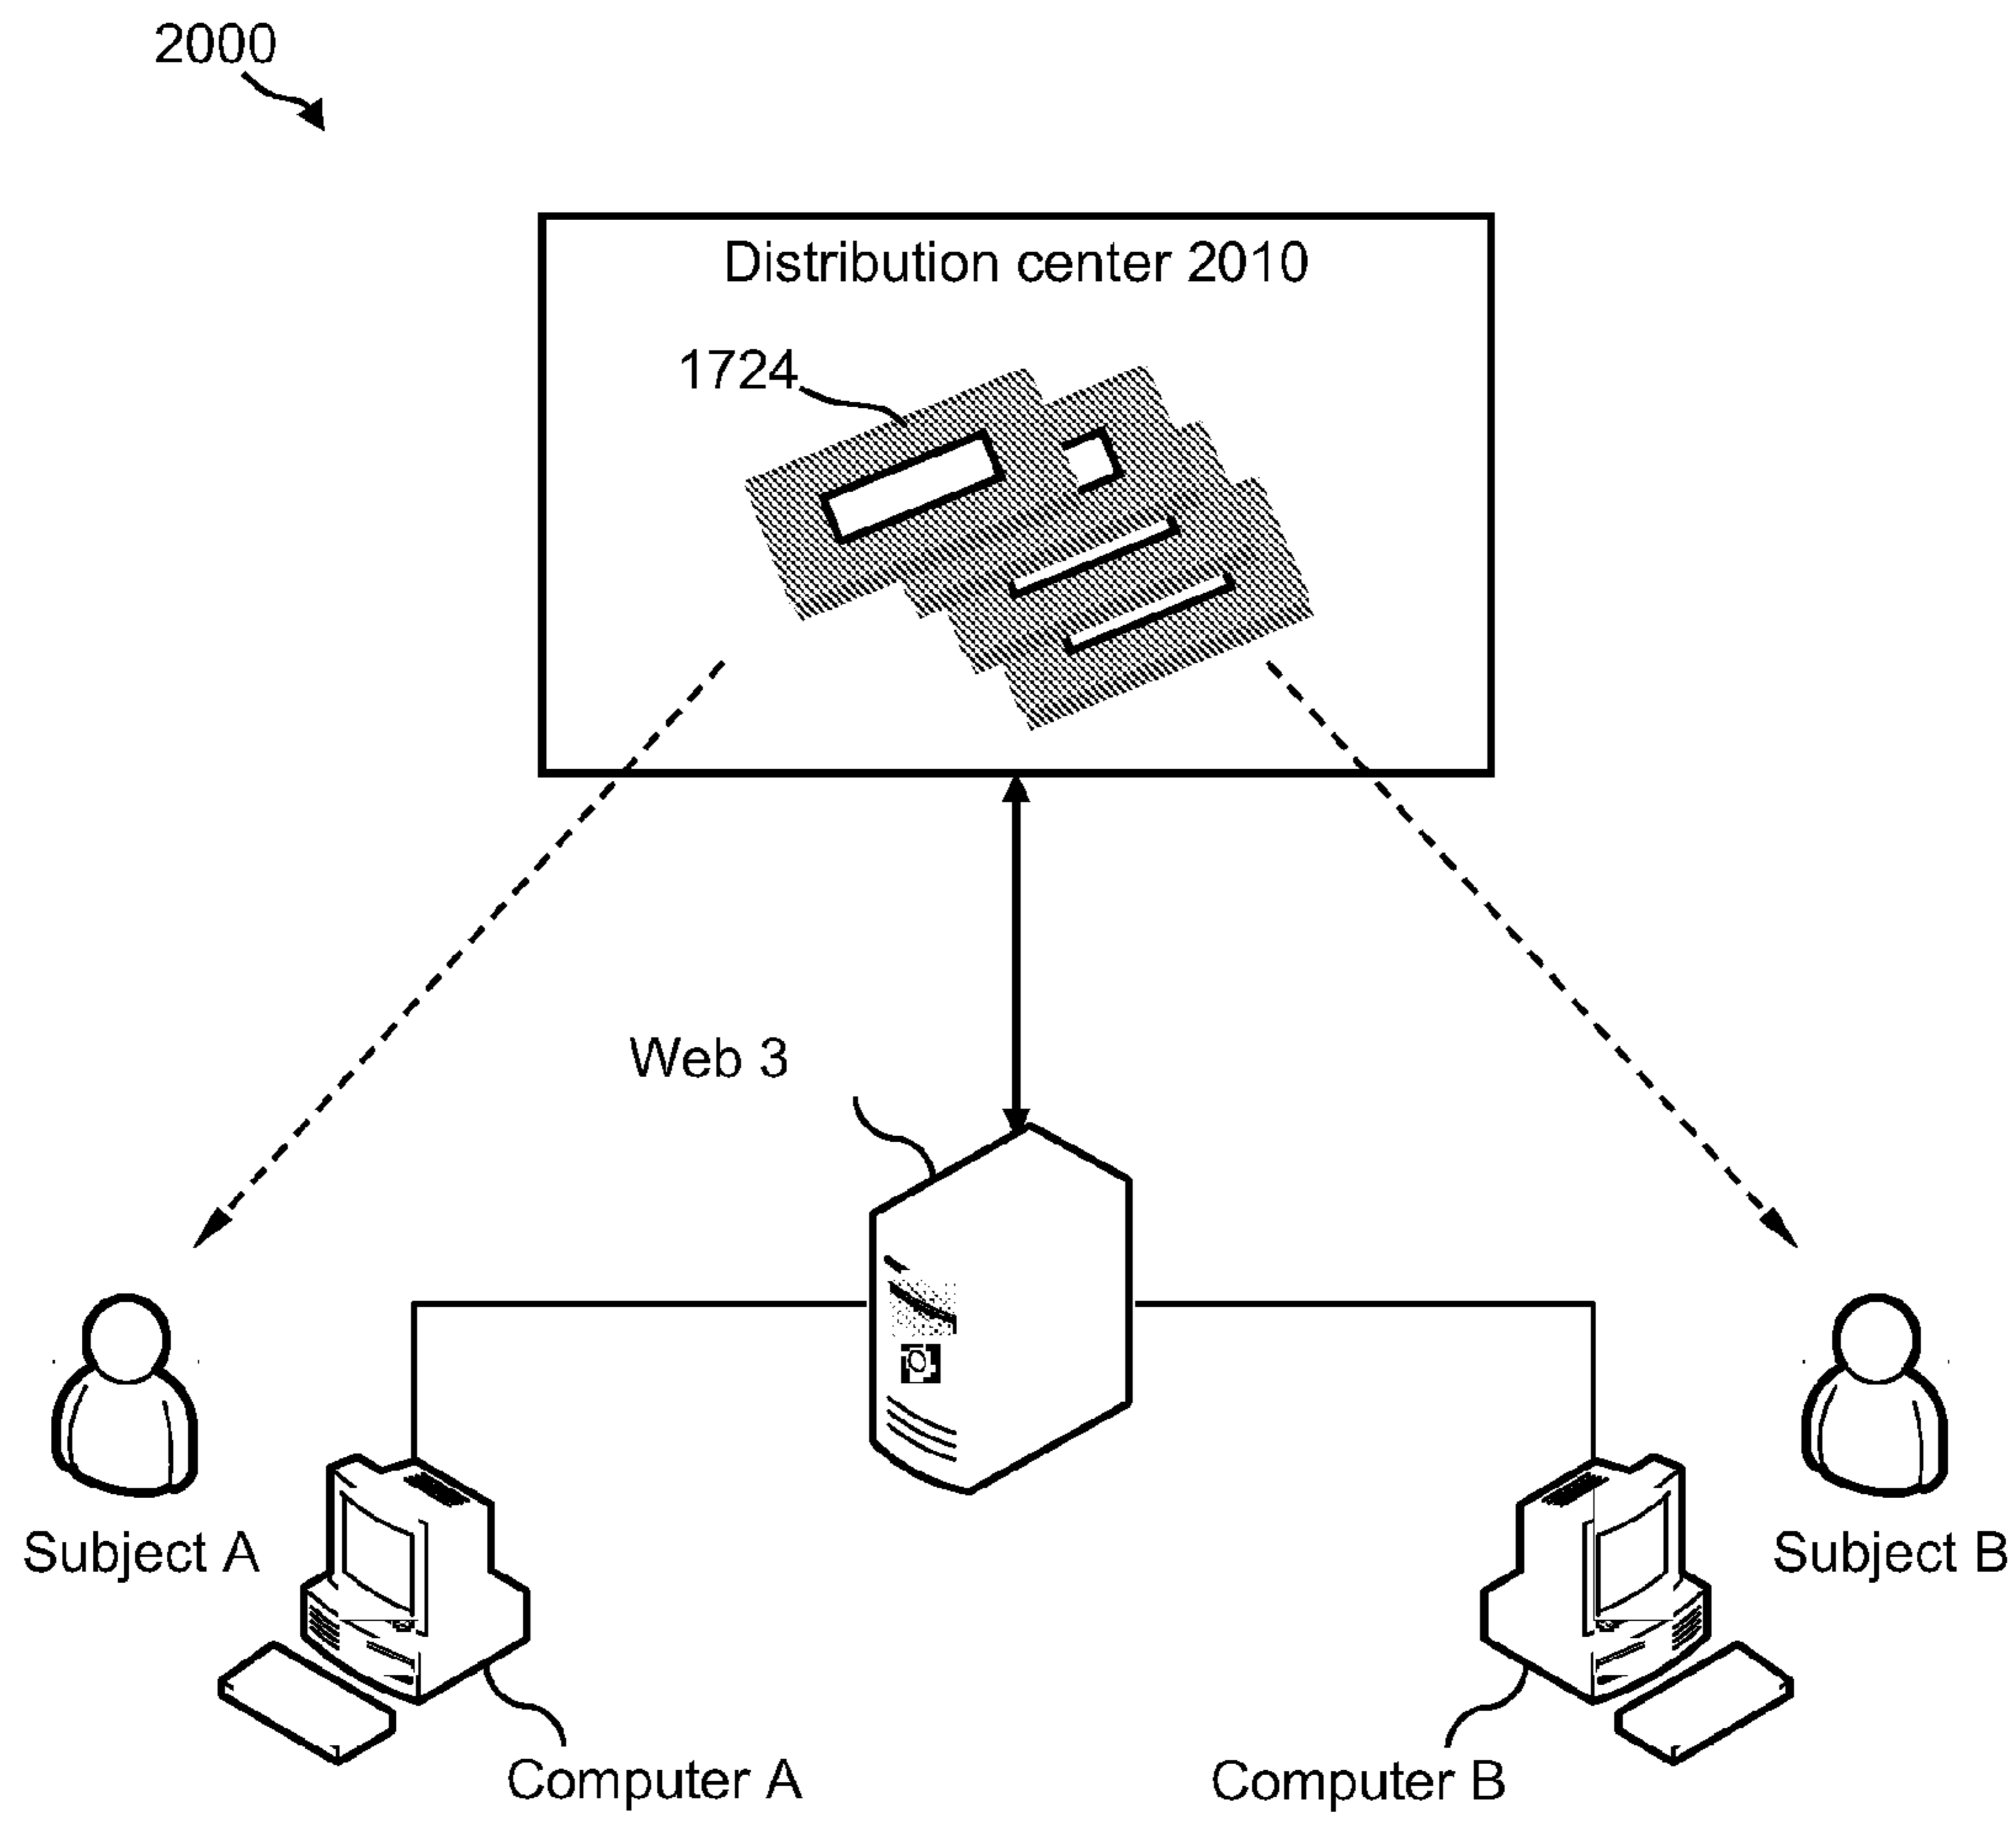 2000
Distribution center 2010
1724
Web 3
Subject A
Subject B
Computer A
Computer B